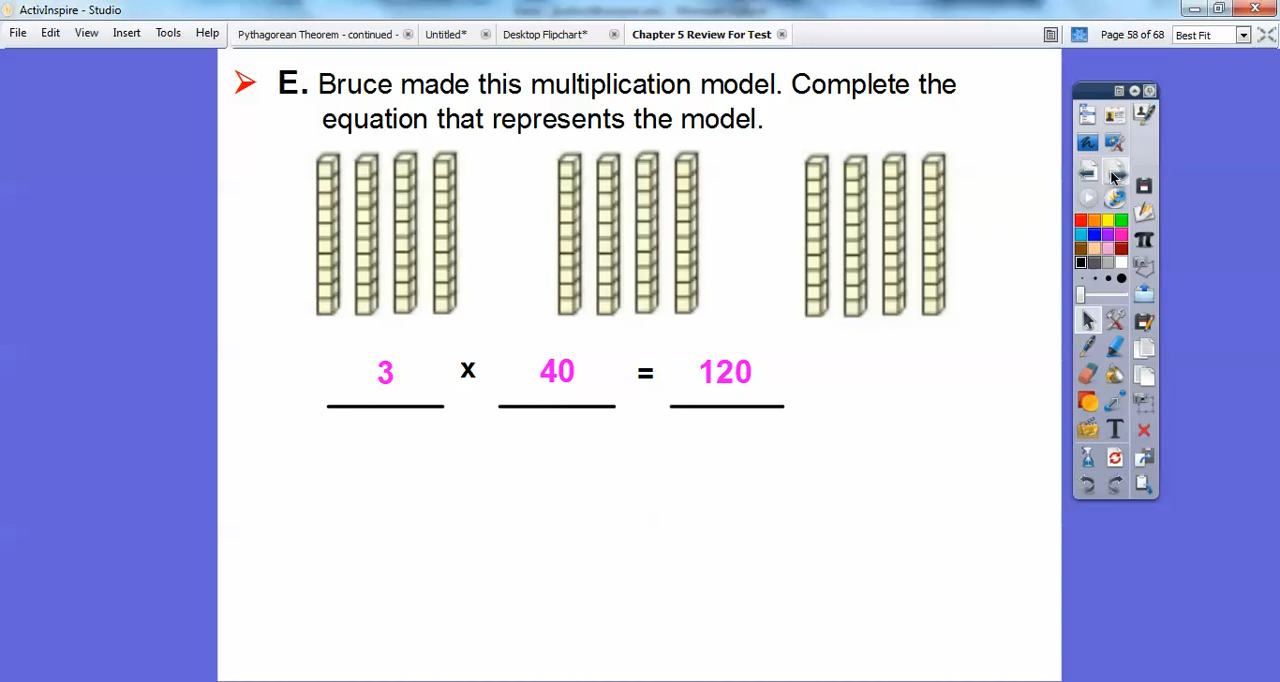 ActivInspire - Studio
File Edit View Insert Tools Help
Pythagorean Theorem - continued - Untitled* Desktop Flipchart* Chapter 5 Review For Test Page 58 of 68 Best Fit
E. Bruce made this multiplication model. Complete the
equation that represents the model.
3 x 40 = 120